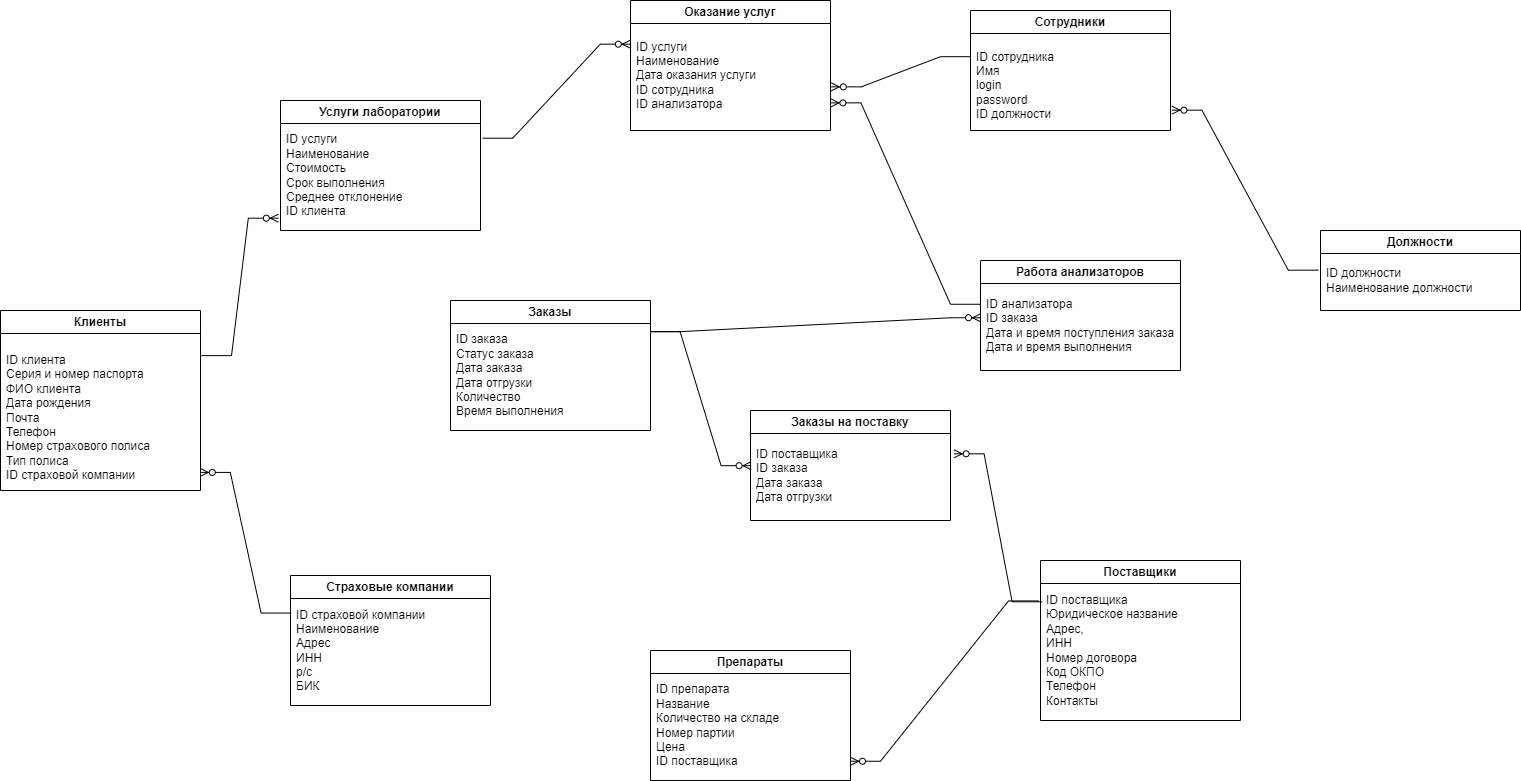 Оказание услуг
ID услуги
Наименование
Дата оказания услуги
ID сотрудника
ID анализатора
Сотрудники
ID сотрудника
Имя
login
password
ID должности
Услуги лаборатории
ID услуги
Наименование
Стоимость
Срок выполнения
Среднее отклонение
ID клиента
Должности
ID должности
Наименование должности
Работа анализаторов
ID анализатора
ID заказа
Дата и время поступления заказа
Дата и время выполнения
Заказы
ID заказа
Статус заказа
Дата заказа
Дата отгрузки
Количество
Время выполнения
Клиенты
ID клиента
Серия и номер паспорта
ФИО клиента
Дата рождения
Почта
Телефон
Номер страхового полиса
Тип полиса
ID страховой компании
Заказы на поставку
ID поставщика
ID заказа
Дата заказа
Дата отгрузки
Страховые компании
ID страховой компании
Наименование
Адрес
ИНН
р/с
БИК
Поставщики
ID поставщика
Юридическое название
Адрес,
ИНН
Номер договора
Код ОКПО
Телефон
Контакты
Препараты
ID препарата
Название
Количество на складе
Номер партии
Цена
ID поставщика